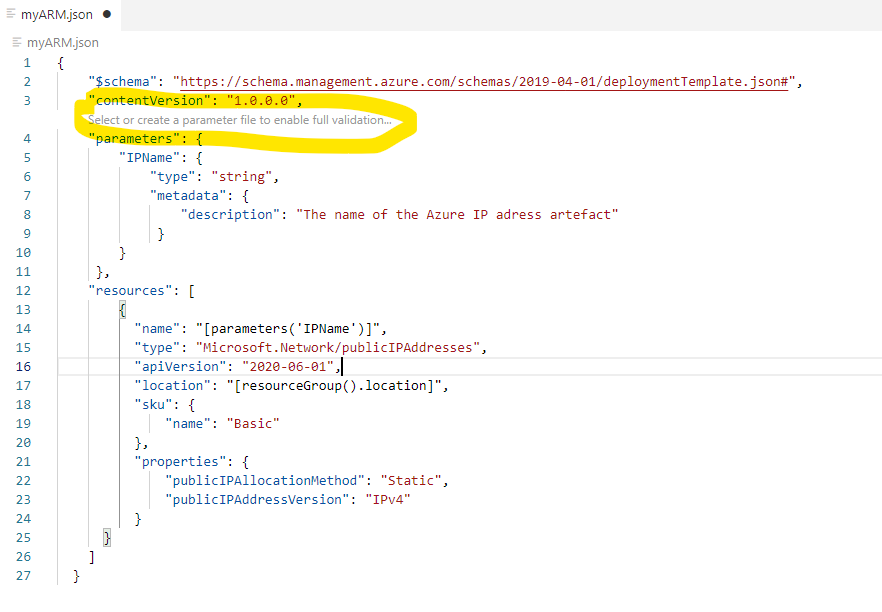 myARM.json
myARM.json
1 {
2 "$schema": "https://schema.management.azure.com/schemas/2019-04-01/deploymentTemplate.json#",
3 "contentVersion": "1.0.0.0",
Select or create a parameter file to enable full validation...
4 "parameters": {
5 "IPName": {
6 "type": "string",
7 "metadata": {
8 "description": "The name of the Azure IP adress artefact"
9 }
10 }
11 },
12 "resources": [
13 {
14 "name": "[parameters('IPName')]",
15 "type": "Microsoft.Network/publicIPAddresses",
16 "apiVersion": "2020-06-01",
17 "location": "[resourceGroup().location]",
18 "sku": {
19 "name": "Basic"
20 },
21 "properties": {
22 "publicIPAllocationMethod": "Static",
23 "publicIPAddressVersion": "IPv4"
24 }
25 }
26 ]
27 }